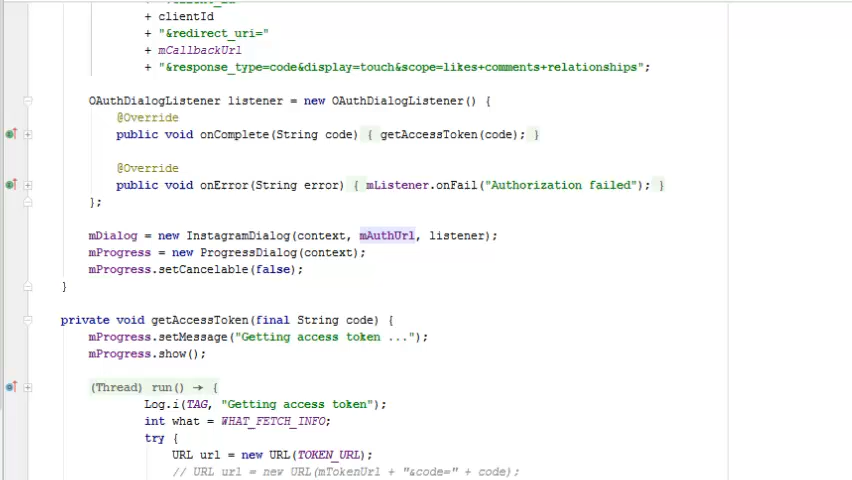 + clientId
+ "&redirect_uri="
+ mCallbackUrl
+ "&response_type=code&display=touch&scope=likes+comments+relationships";
OAuthDialogListener listener = new OAuthDialogListener() {
@Override
public void onComplete(String code) { getAccessToken(code); }
@Override
public void onError(String error) { mListener.onFail("Authorization failed"); }
};
mDialog = new InstagramDialog(context, mAuthUrl, listener);
mProgress = new ProgressDialog(context);
mProgress.setCancelable(false);
}
private void getAccessToken(final String code) {
mProgress.setMessage("Getting access token ...");
mProgress.show();
(Thread) run() → {
Log.i(TAG, "Getting access token");
int what = WHAT_FETCH_INFO;
try {
URL url = new URL(TOKEN_URL);
// URL url = new URL(mTokenUrl + "&code=" + code);